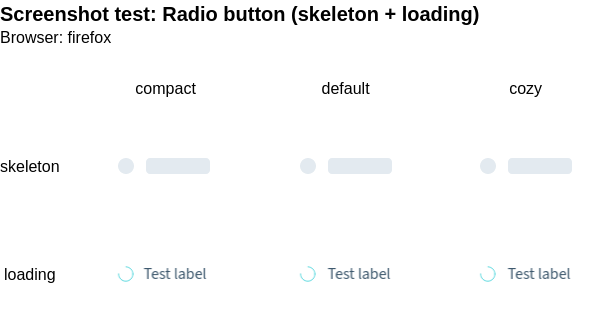 Screenshot test: Radio button (skeleton + loading)
Browser: firefox
compact default cozy
skeleton
loading Test label Test label Test label